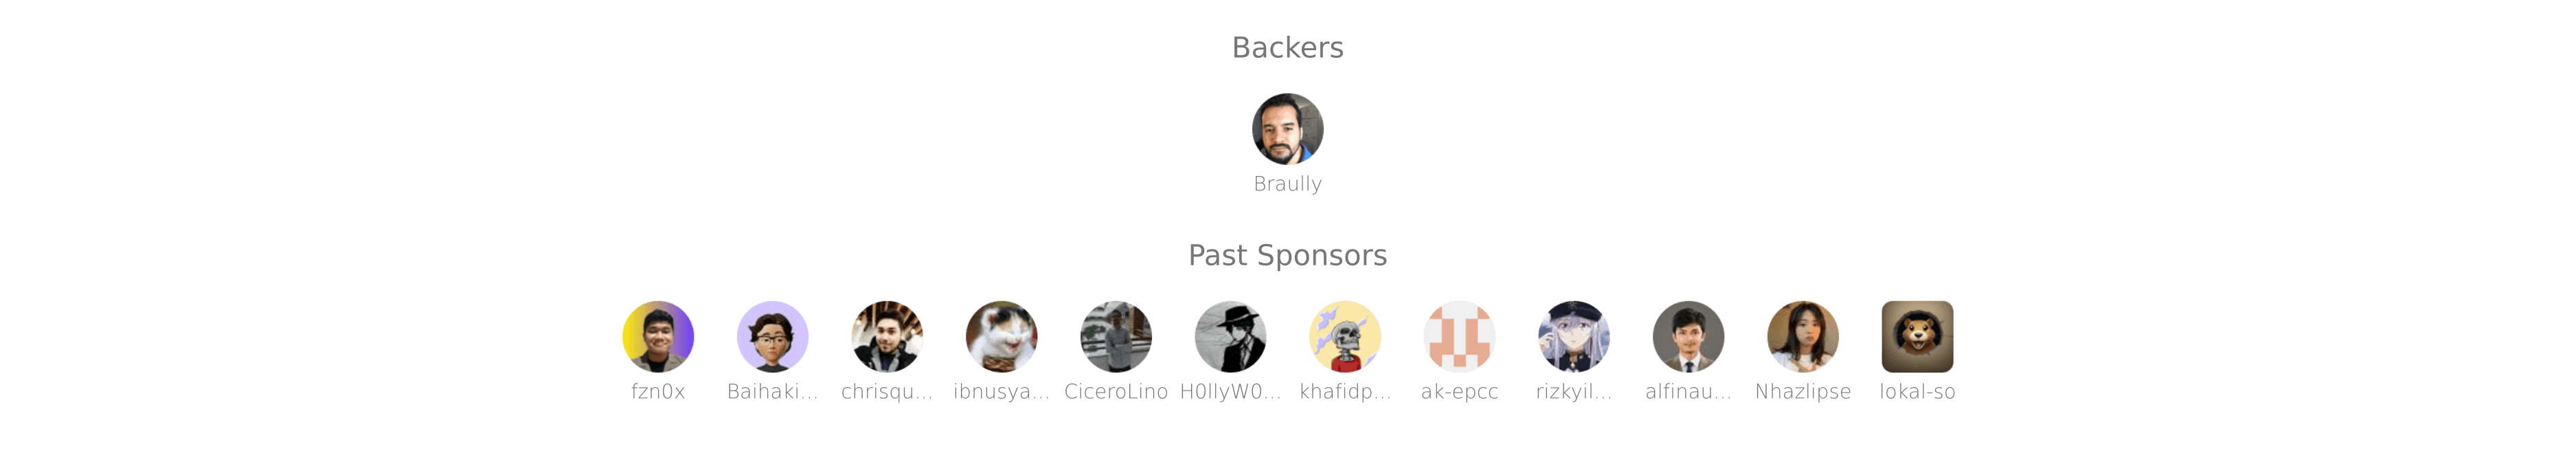 Backers
Braully
Past Sponsors
fzn0x Baihaki... chrisqu... ibnusya... CiceroLino H0llyW0... khafidp... ak-epcc rizkyil... alfinau... Nhazlipse lokal-so